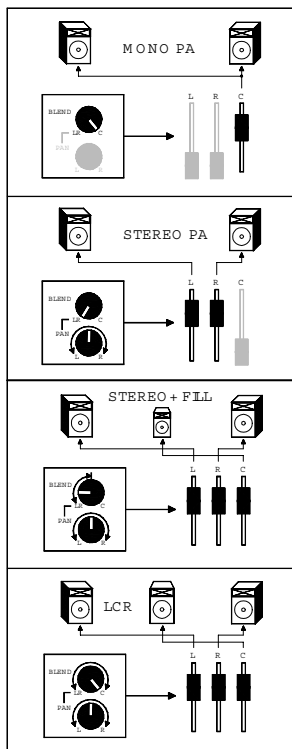 MONO PA
L R C
BLEND
LR C
PAN
L R
STEREO PA
L R C
BLEND
LR C
PAN
L R
STEREO + FILL
L R C
BLEND
LR C
PAN
L R
LCR
L R C
BLEND
LR C
PAN
L R